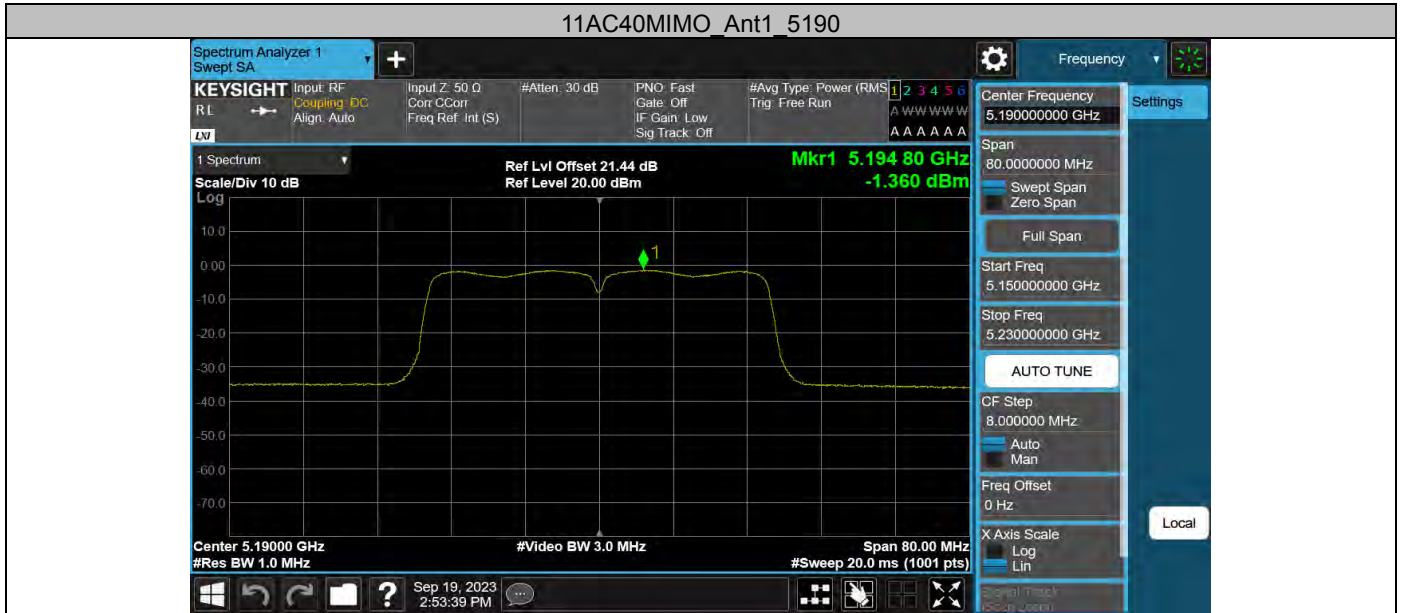 11AC40MIMO_Ant1_5190
Spectrum Analyzer 1
Swept SA
+
Frequency
KEYSIGHT
RL
LXI
Input: RF
Coupling: DC
Align: Auto
Input Z: 50 Ω
Corr CCorr
Freq Ref: Int (S)
#Atten: 30 dB
PNO: Fast
Gate: Off
IF Gain: Low
Sig Track: Off
#Avg Type: Power (RMS
Trig: Free Run
1 2 3 4 5 6
A W W W W W
A A A A A A
1 Spectrum
Scale/Div 10 dB
Log
Ref Lvl Offset 21.44 dB
Ref Level 20.00 dBm
Mkr1 5.194 80 GHz
-1.360 dBm
1
10.0
0.00
-10.0
-20.0
-30.0
-40.0
-50.0
-60.0
-70.0
Center 5.19000 GHz
#Res BW 1.0 MHz
#Video BW 3.0 MHz
Span 80.00 MHz
#Sweep 20.0 ms (1001 pts)
?
Sep 19, 2023
2:53:39 PM
Center Frequency
5.190000000 GHz
Settings
Span
80.0000000 MHz
Swept Span
Zero Span
Full Span
Start Freq
5.150000000 GHz
Stop Freq
5.230000000 GHz
AUTO TUNE
CF Step
8.000000 MHz
Auto
Man
Freq Offset
0 Hz
X Axis Scale
Log
Lin
Local
Signal Track
(Span Zoom)